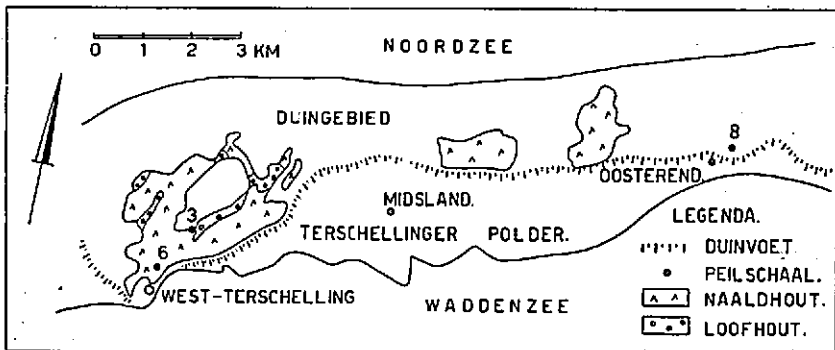 0 1 2 3 KM
NOORDZEE
DUINGEBIED
8
OOSTEREND.
3
MIDSLAND.
TERSCHELLINGER POLDER.
6
WEST-TERSCHELLING
WADDENZEE
LEGENDA.
DUINVOET.
PEILSCHAAL.
NAALDHOUT.
LOOFHOUT.